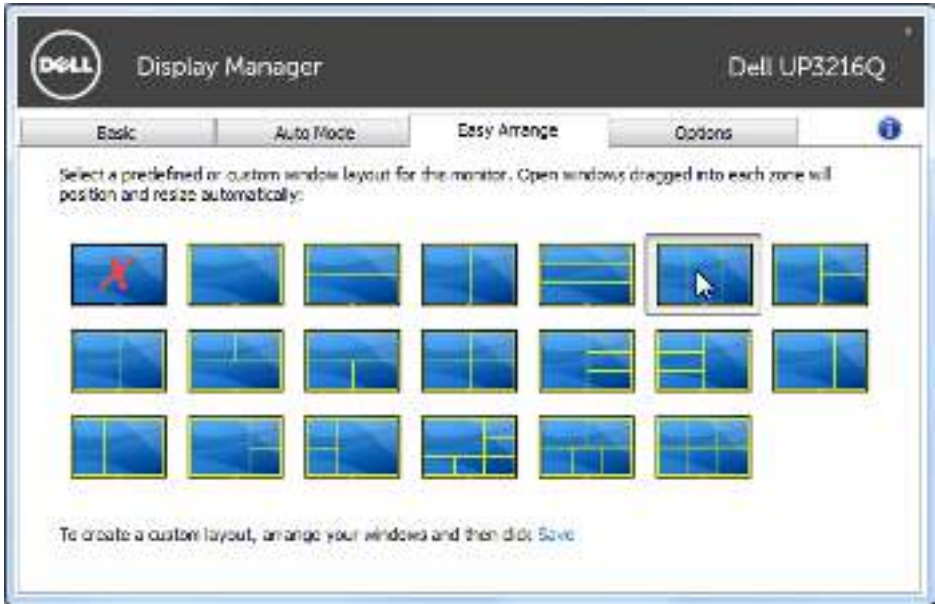 DELL
Display Manager
Dell UP3216Q
Basic
Auto Mode
Easy Arrange
Options
Select a predefined or custom window layout for this monitor. Open windows dragged into each zone will
position and resize automatically:
To create a custom layout, arrange your windows and then click Save